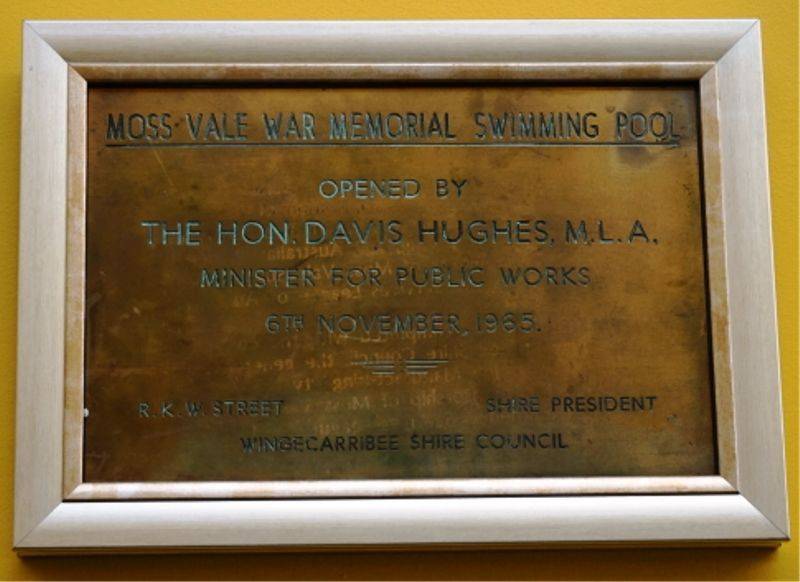 MOSS VALE WAR MEMORIAL SWIMMING POOL
OPENED BY
THE HON. DAVIS HUGHES, M.L.A.
MINISTER FOR PUBLIC WORKS
6TH NOVEMBER, 1965.
R.K.W. STREET SHIRE PRESIDENT
WINGECARRIBEE SHIRE COUNCIL